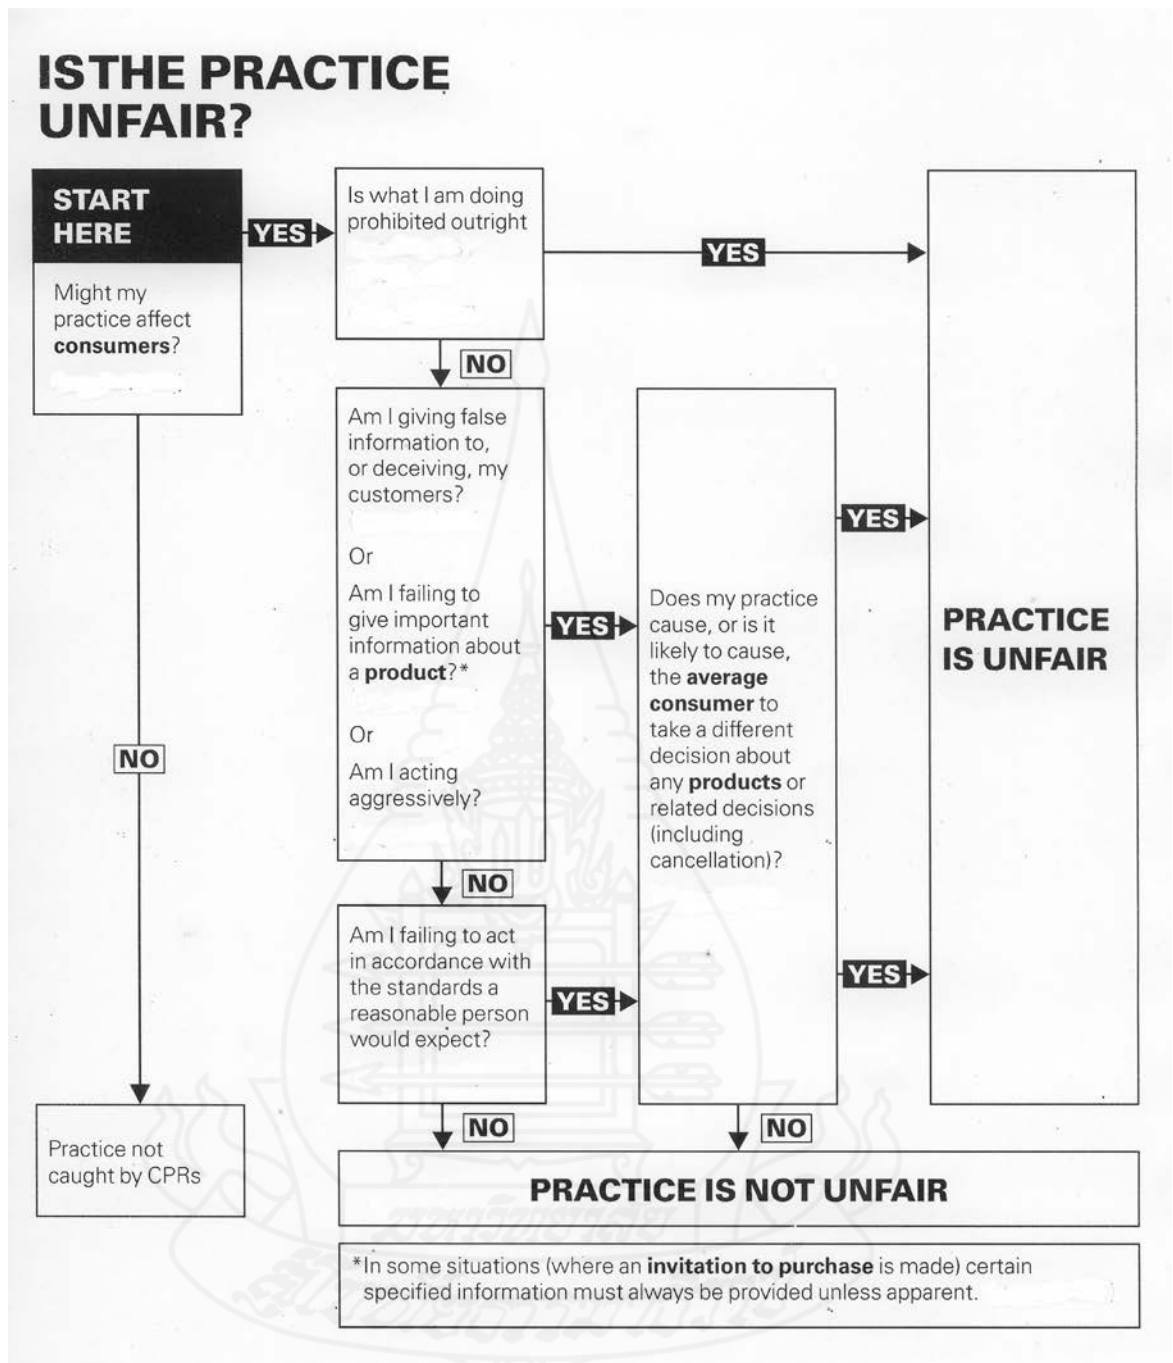 IS THE PRACTICE
UNFAIR?
START
HERE
Might my
practice affect
consumers?
YES
Is what I am doing
prohibited outright
YES
NO
Am I giving false
information to,
or deceiving, my
customers?
Or
Am I failing to
give important
information about
a product?*
Or
Am I acting
aggressively?
YES
Does my practice
cause, or is it
likely to cause,
the average
consumer to
take a different
decision about
any products or
related decisions
(including
cancellation)?
YES
PRACTICE
IS UNFAIR
NO
NO
Am I failing to act
in accordance with
the standards a
reasonable person
would expect?
YES
YES
Practice not
caught by CPRs
NO
NO
PRACTICE IS NOT UNFAIR
*In some situations (where an invitation to purchase is made) certain
specified information must always be provided unless apparent.